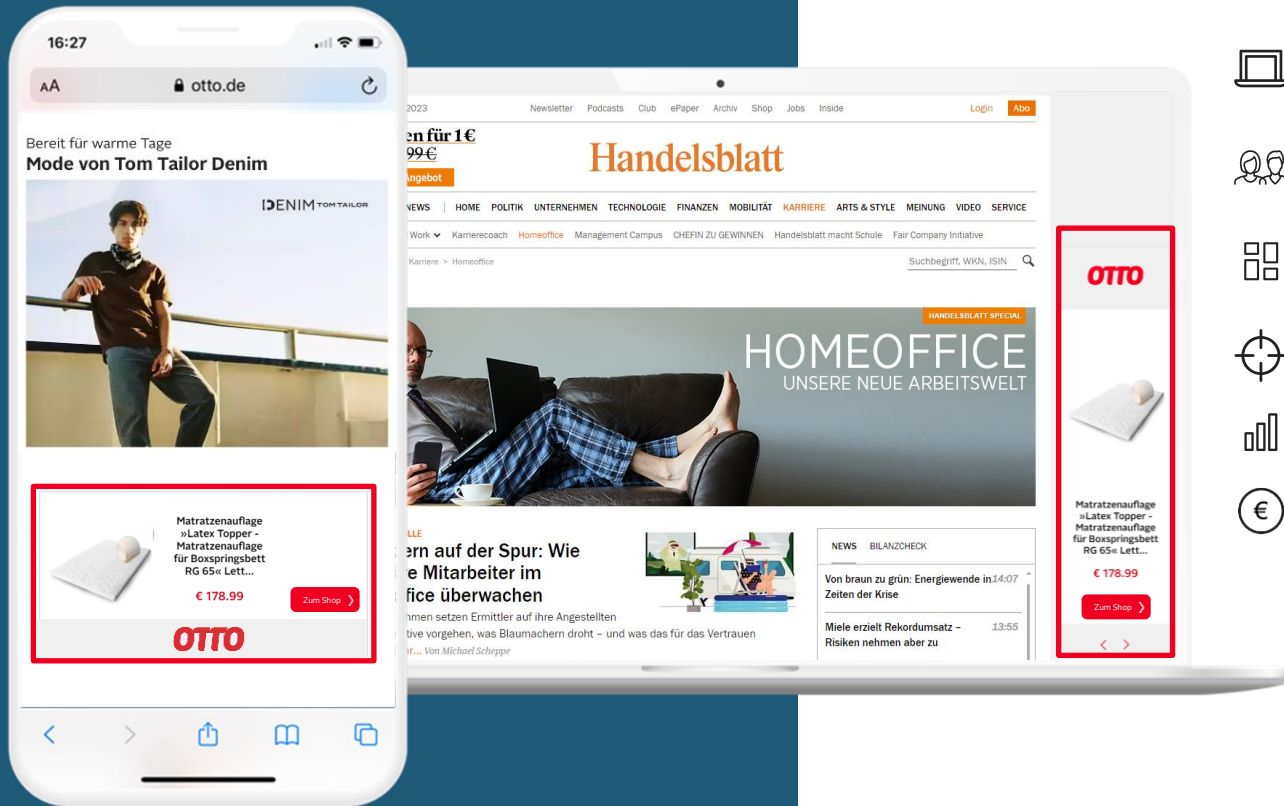 16:27
AA
otto.de
Bereit für warme Tage
Mode von Tom Tailor Denim
DENIM TOM TAILOR
Matratzenauflage
»Latex Topper -
Matratzenauflage
für Boxspringsbett
RG 65« Lett...
€ 178.99
Zum Shop
OTTO
2023
Newsletter Podcasts Club ePaper Archiv Shop Jobs Inside
Login Abo
en für 1 €
99 €
Angebot
Handelsblatt
NEWS HOME POLITIK UNTERNEHMEN TECHNOLOGIE FINANZEN MOBILITÄT KARRIERE ARTS & STYLE MEINUNG VIDEO SERVICE
Work Karrierecoach Homeoffice Management Campus CHEFIN ZU GEWINNEN Handelsblatt macht Schule Fair Company Initiative
Karriere > Homeoffice
Suchbegriff, WKN, ISIN
HANDELSBLATT SPECIAL
HOMEOFFICE
UNSERE NEUE ARBEITSWELT
LLE
ern auf der Spur: Wie
e Mitarbeiter im
fice überwachen
hmen setzen Ermittler auf ihre Angestellten
tive vorgehen, was Blaumachern droht – und was das für das Vertrauen
hr... Von Michael Scheppe
NEWS BILANZCHECK
Von braun zu grün: Energiewende in 14:07
Zeiten der Krise
Miele erzielt Rekordumsatz – 13:55
Risiken nehmen aber zu
OTTO
Matratzenauflage
»Latex Topper -
Matratzenauflage
für Boxspringsbett
RG 65« Lett...
€ 178.99
Zum Shop
€